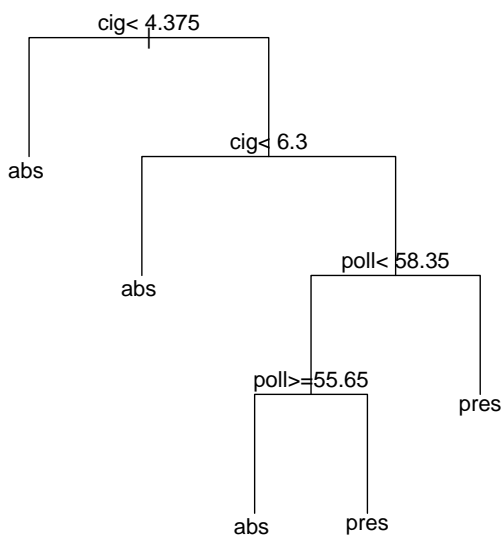 cig< 4.375
abs
cig< 6.3
abs
poll< 58.35
poll>=55.65
pres
abs
pres